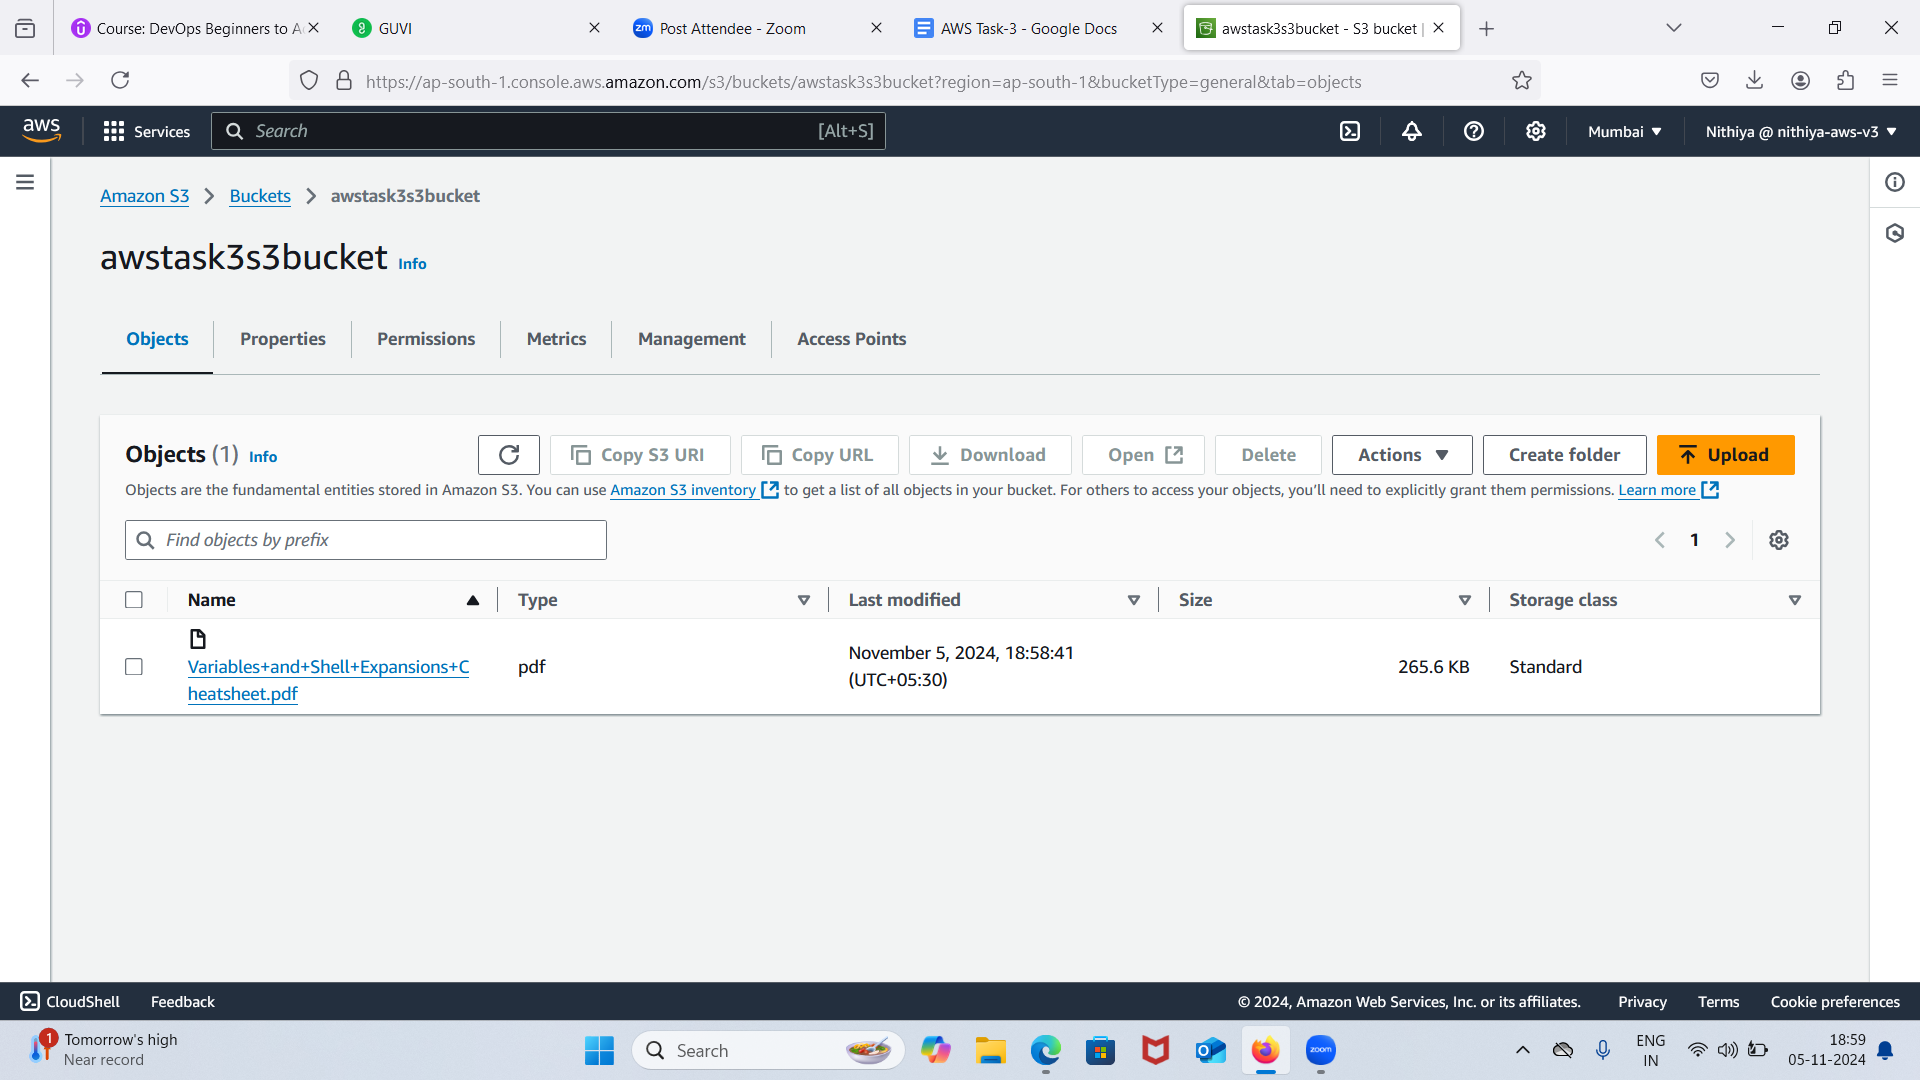 Course: DevOps Beginners to A
GUVI
zm Post Attendee - Zoom
AWS Task-3 - Google Docs
awstask3s3bucket - S3 bucket |
https://ap-south-1.console.aws.amazon.com/s3/buckets/awstask3s3bucket?region=ap-south-1&bucketType=general&tab=objects
aws
Services
Search
[Alt+S]
Mumbai
Nithiya @ nithiya-aws-v3
Amazon S3
Buckets
awstask3s3bucket
awstask3s3bucket Info
Objects
Properties
Permissions
Metrics
Management
Access Points
Objects (1) Info
Copy S3 URI
Copy URL
Download
Open
Delete
Actions
Create folder
Upload
Objects are the fundamental entities stored in Amazon S3. You can use Amazon S3 inventory to get a list of all objects in your bucket. For others to access your objects, you'll need to explicitly grant them permissions. Learn more
Find objects by prefix
1
Name
Type
Last modified
Size
Storage class
Variables+and+Shell+Expansions+C
heatsheet.pdf
pdf
November 5, 2024, 18:58:41
(UTC+05:30)
265.6 KB
Standard
CloudShell
Feedback
© 2024, Amazon Web Services, Inc. or its affiliates.
Privacy
Terms
Cookie preferences
1
Tomorrow's high
Near record
Search
zoom
ENG
IN
18:59
05-11-2024